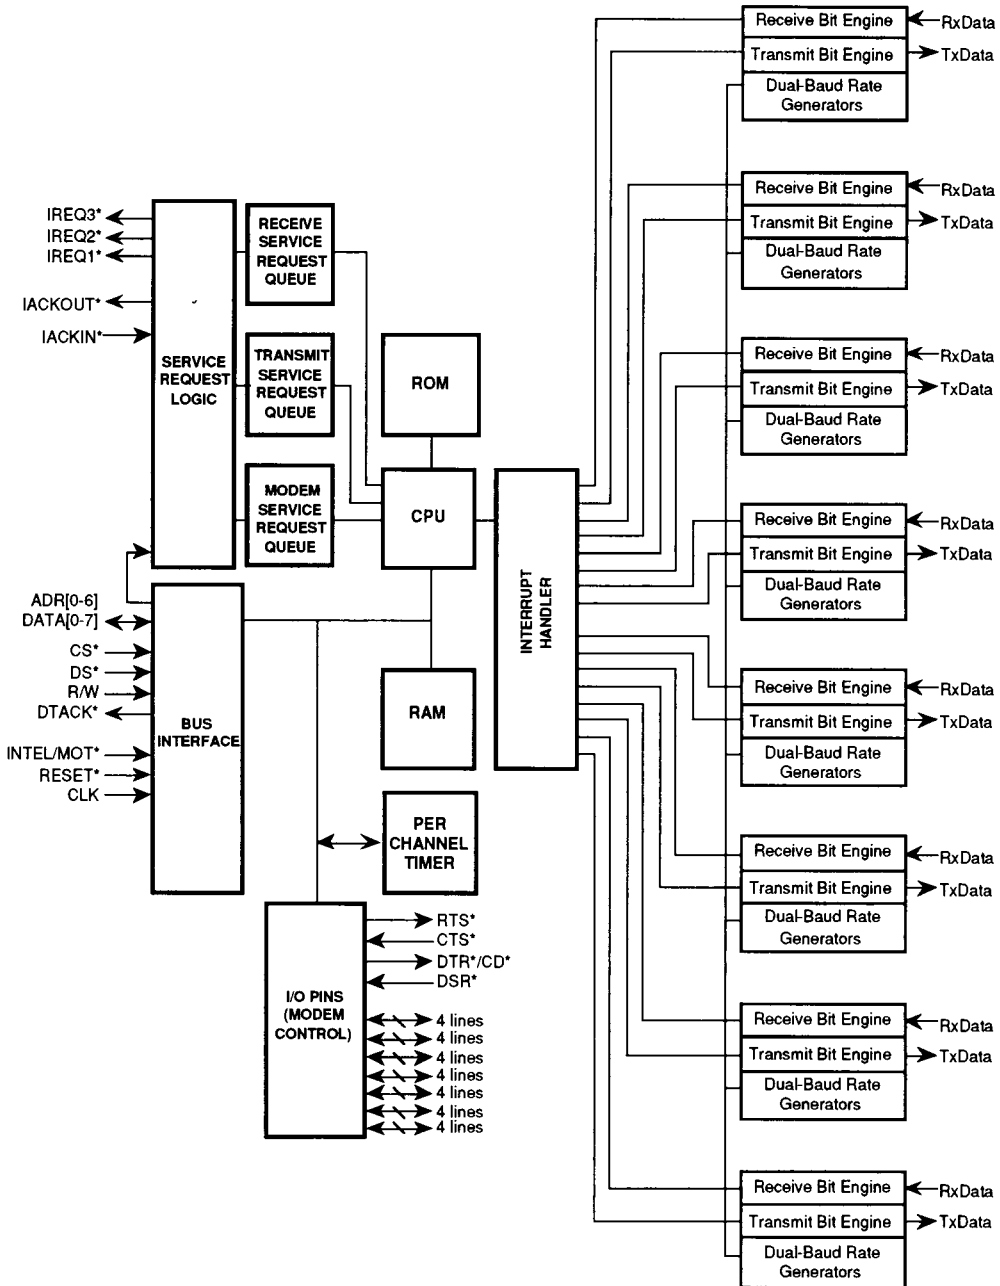 IREQ3*
IREQ2*
IREQ1*
IACKOUT*
IACKIN*
SERVICE
REQUEST
LOGIC
RECEIVE
SERVICE
REQUEST
QUEUE
TRANSMIT
SERVICE
REQUEST
QUEUE
MODEM
SERVICE
REQUEST
QUEUE
ROM
CPU
RAM
INTERRUPT
HANDLER
ADR[0-6]
DATA[0-7]
CS*
DS*
R/W
DTACK*
INTEL/MOT*
RESET*
CLK
BUS
INTERFACE
PER
CHANNEL
TIMER
I/O PINS
(MODEM
CONTROL)
RTS*
CTS*
DTR*/CD*
DSR*
4 lines
4 lines
4 lines
4 lines
4 lines
4 lines
4 lines
Receive Bit Engine
RxData
Transmit Bit Engine
TxData
Dual-Baud Rate
Generators
Receive Bit Engine
RxData
Transmit Bit Engine
TxData
Dual-Baud Rate
Generators
Receive Bit Engine
RxData
Transmit Bit Engine
TxData
Dual-Baud Rate
Generators
Receive Bit Engine
RxData
Transmit Bit Engine
TxData
Dual-Baud Rate
Generators
Receive Bit Engine
RxData
Transmit Bit Engine
TxData
Dual-Baud Rate
Generators
Receive Bit Engine
RxData
Transmit Bit Engine
TxData
Dual-Baud Rate
Generators
Receive Bit Engine
RxData
Transmit Bit Engine
TxData
Dual-Baud Rate
Generators
Receive Bit Engine
RxData
Transmit Bit Engine
TxData
Dual-Baud Rate
Generators